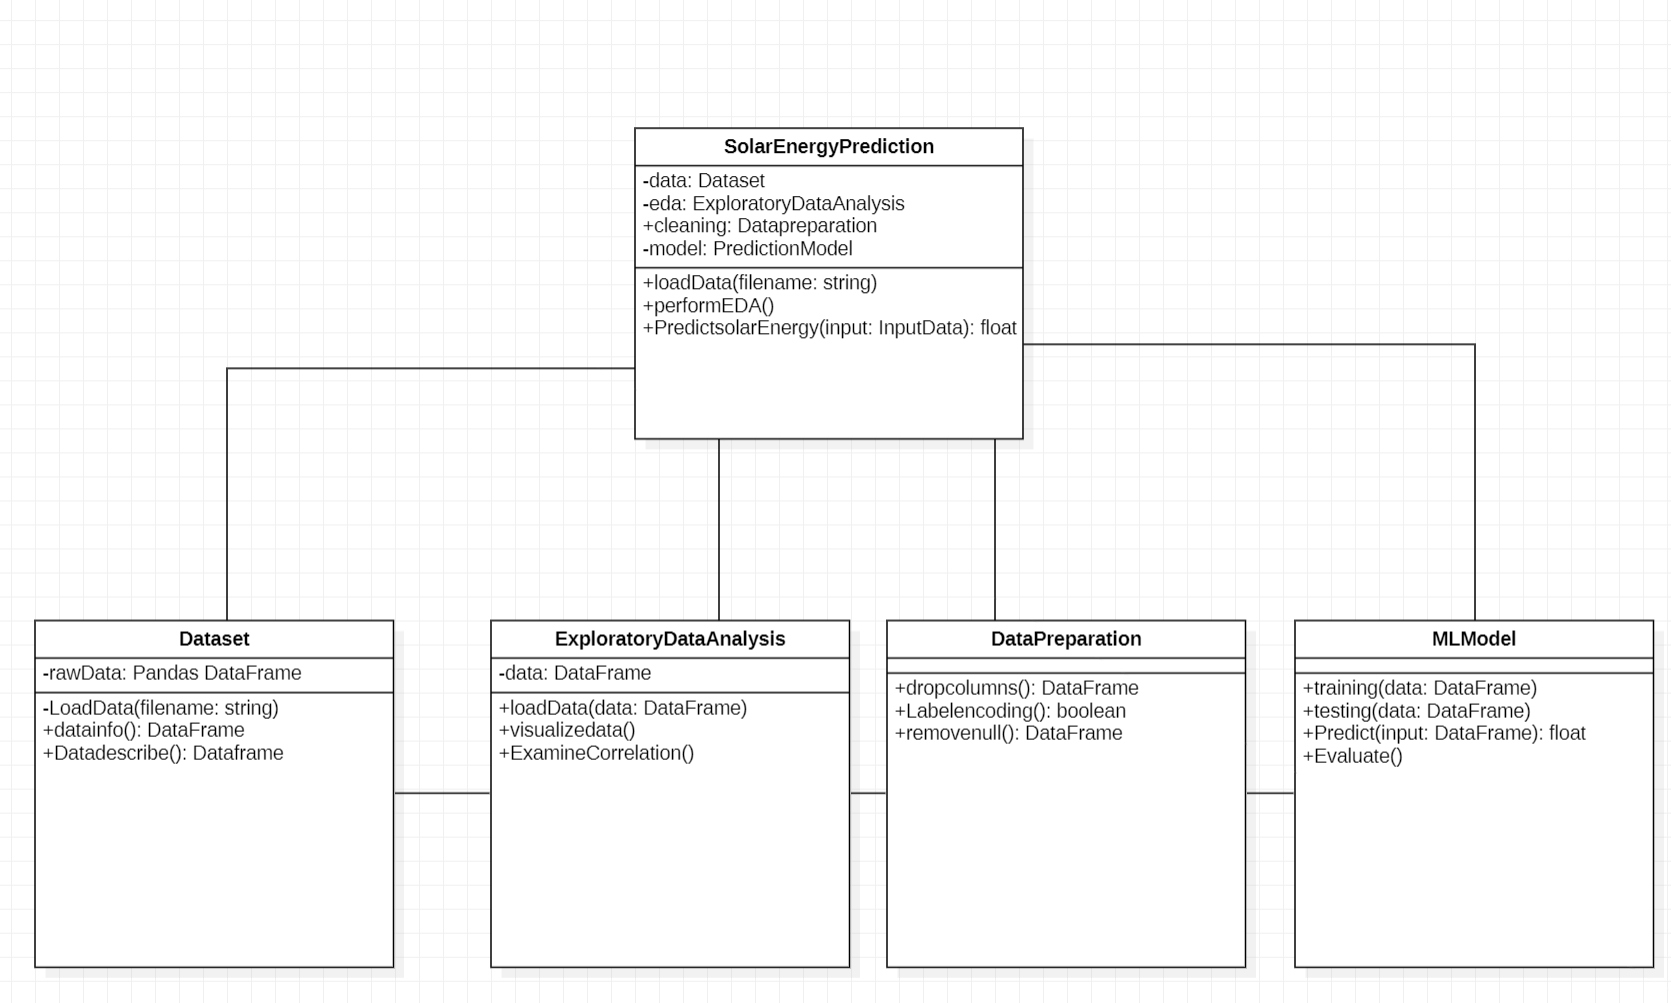 SolarEnergyPrediction
-data: Dataset
-eda: ExploratoryDataAnalysis
+cleaning: Datapreparation
-model: PredictionModel
+loadData(filename: string)
+performEDA()
+PredictsolarEnergy(input: InputData): float
Dataset
-rawData: Pandas DataFrame
-LoadData(filename: string)
+datainfo(): DataFrame
+Datadescribe(): Dataframe
ExploratoryDataAnalysis
-data: DataFrame
+loadData(data: DataFrame)
+visualizedata()
+ExamineCorrelation()
DataPreparation
+dropcolumns(): DataFrame
+Labelencoding(): boolean
+removenull(): DataFrame
MLModel
+training(data: DataFrame)
+testing(data: DataFrame)
+Predict(input: DataFrame): float
+Evaluate()